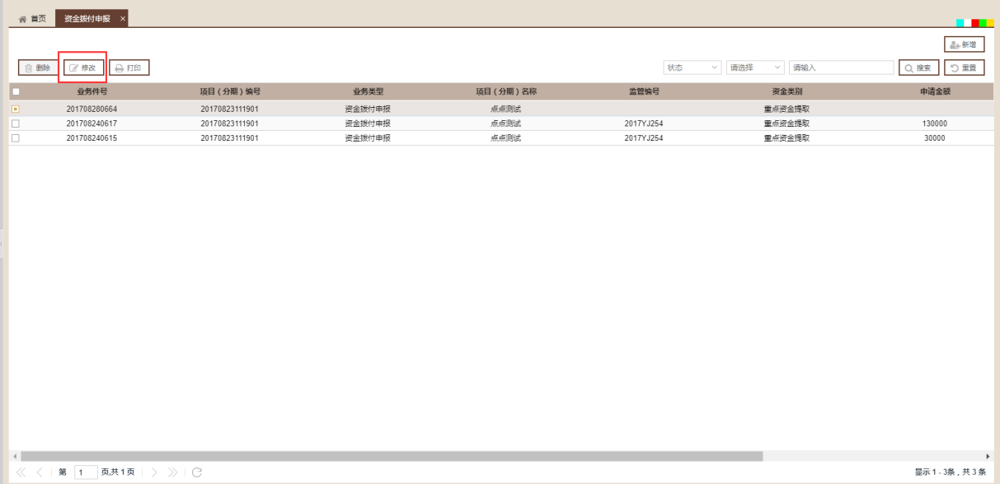 首页 资金拨付申报 ×
新增
删除 修改 打印 状态 请选择 请输入 搜索 重置
业务件号 项目（分期）编号 业务类型 项目（分期）名称 监管编号 资金类别 申请金额
201708280664 20170823111901 资金拨付申报 点点测试 重点资金提取
201708240617 20170823111901 资金拨付申报 点点测试 2017YJ254 重点资金提取 130000
201708240615 20170823111901 资金拨付申报 点点测试 2017YJ254 重点资金提取 30000
第 1 页,共 1 页 显示 1 - 3条，共 3 条